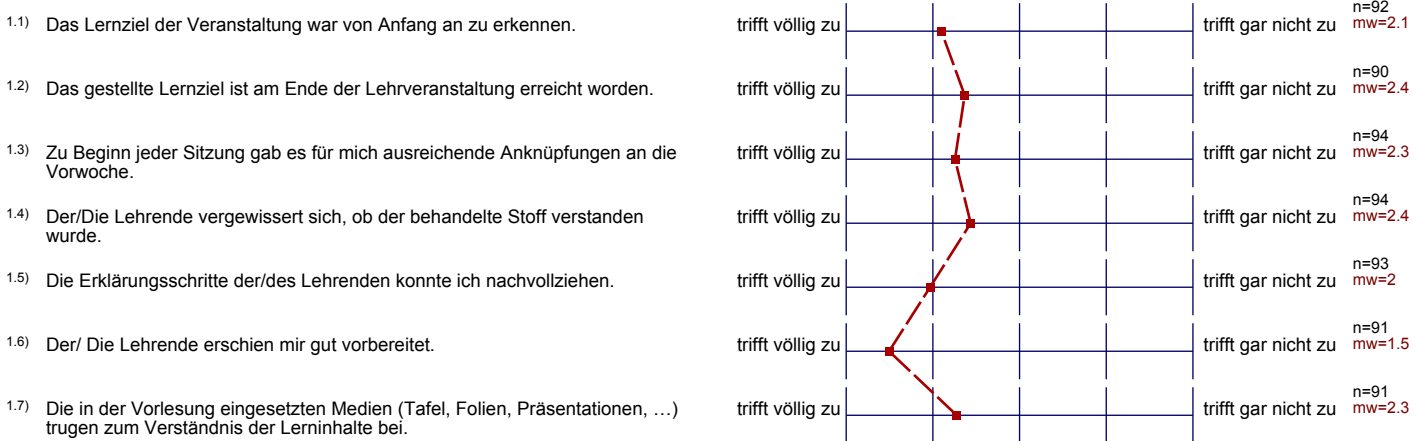 1.1) Das Lernziel der Veranstaltung war von Anfang an zu erkennen. trifft völlig zu trifft gar nicht zu n=92
mw=2.1
1.2) Das gestellte Lernziel ist am Ende der Lehrveranstaltung erreicht worden. trifft völlig zu trifft gar nicht zu n=90
mw=2.4
1.3) Zu Beginn jeder Sitzung gab es für mich ausreichende Anknüpfungen an die
Vorwoche. trifft völlig zu trifft gar nicht zu n=94
mw=2.3
1.4) Der/Die Lehrende vergewissert sich, ob der behandelte Stoff verstanden
wurde. trifft völlig zu trifft gar nicht zu n=94
mw=2.4
1.5) Die Erklärungsschritte der/des Lehrenden konnte ich nachvollziehen. trifft völlig zu trifft gar nicht zu n=93
mw=2
1.6) Der/ Die Lehrende erschien mir gut vorbereitet. trifft völlig zu trifft gar nicht zu n=91
mw=1.5
1.7) Die in der Vorlesung eingesetzten Medien (Tafel, Folien, Präsentationen, …)
trugen zum Verständnis der Lerninhalte bei. trifft völlig zu trifft gar nicht zu n=91
mw=2.3